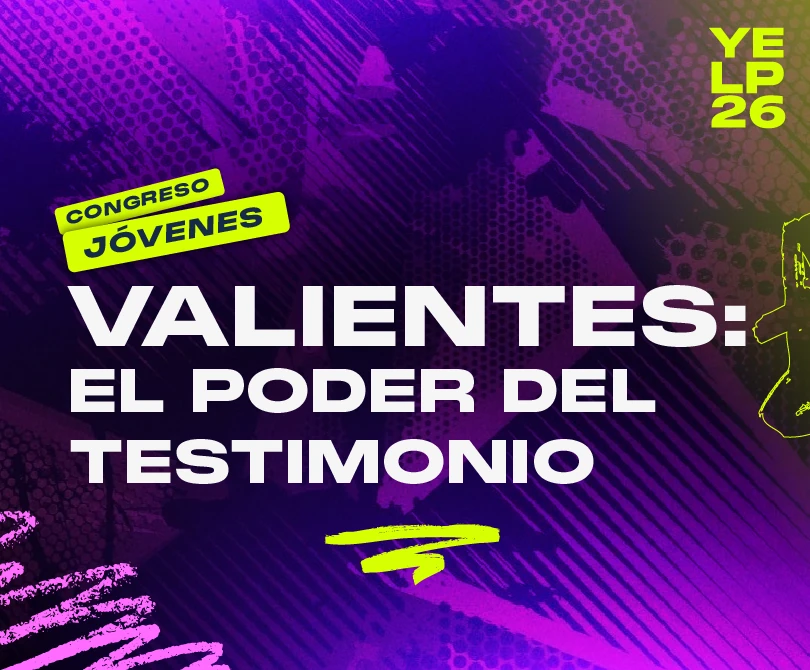 YE
LP
26
CONGRESO
JÓVENES
VALIENTES:
EL PODER DEL
TESTIMONIO